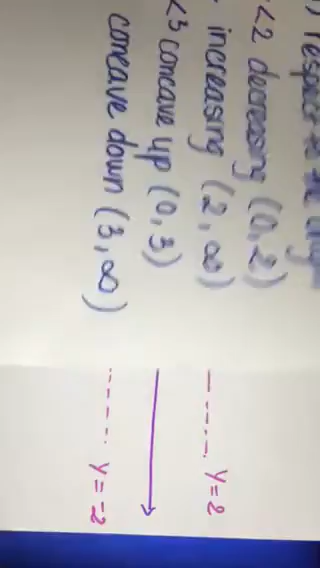 ) respect to the
<2 decreasing (0, 2)
increasing (2, ∞)
<3 concave up (0, 3)
concave down (3, ∞)
y = 2
y = -2